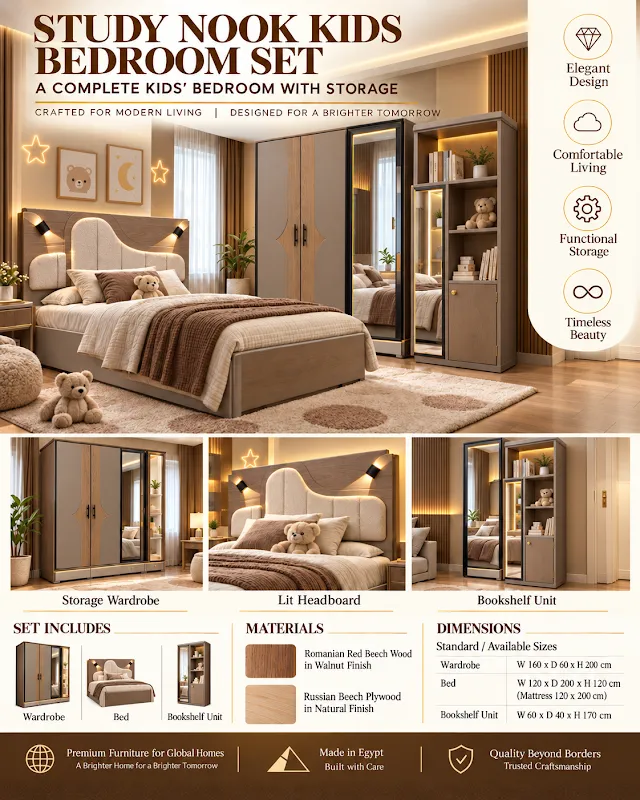 STUDY NOOK KIDS
BEDROOM SET
A COMPLETE KIDS' BEDROOM WITH STORAGE
CRAFTED FOR MODERN LIVING | DESIGNED FOR A BRIGHTER TOMORROW
Elegant
Design
Comfortable
Living
Functional
Storage
Timeless
Beauty
Storage Wardrobe
Lit Headboard
Bookshelf Unit
SET INCLUDES
Wardrobe
Bed
Bookshelf Unit
MATERIALS
Romanian Red Beech Wood
in Walnut Finish
Russian Beech Plywood
in Natural Finish
DIMENSIONS
Standard / Available Sizes
Wardrobe W 160 x D 60 x H 200 cm
Bed W 120 x D 200 x H 120 cm
(Mattress 120 x 200 cm)
Bookshelf Unit W 60 x D 40 x H 170 cm
Premium Furniture for Global Homes
A Brighter Home for a Brighter Tomorrow
Made in Egypt
Built with Care
Quality Beyond Borders
Trusted Craftsmanship